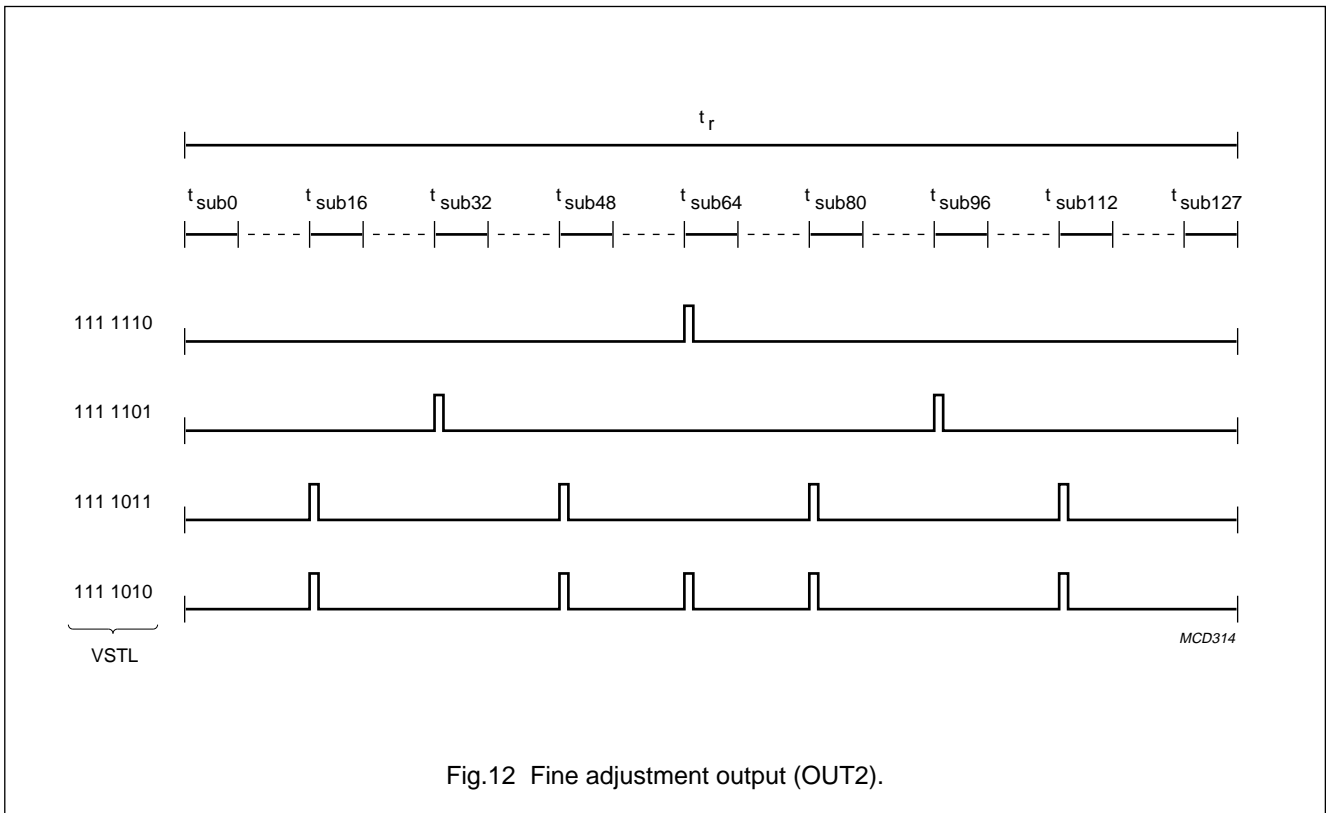 t r
t sub0 t sub16 t sub32 t sub48 t sub64 t sub80 t sub96 t sub112 t sub127
111 1110
111 1101
111 1011
111 1010
MCD314
VSTL
Fig.12 Fine adjustment output (OUT2).